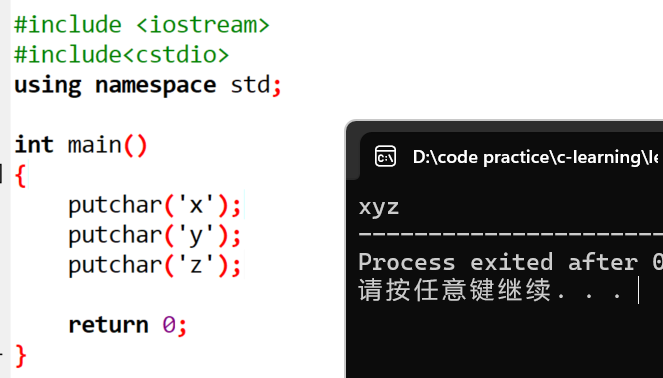 #include <iostream>
#include<cstdio>
using namespace std;
int main()
{
putchar('x');
putchar('y');
putchar('z');
return 0;
}
D:\code practice\c-learning\le
xyz
-----------------------
Process exited after 0
请按任意键继续. . .